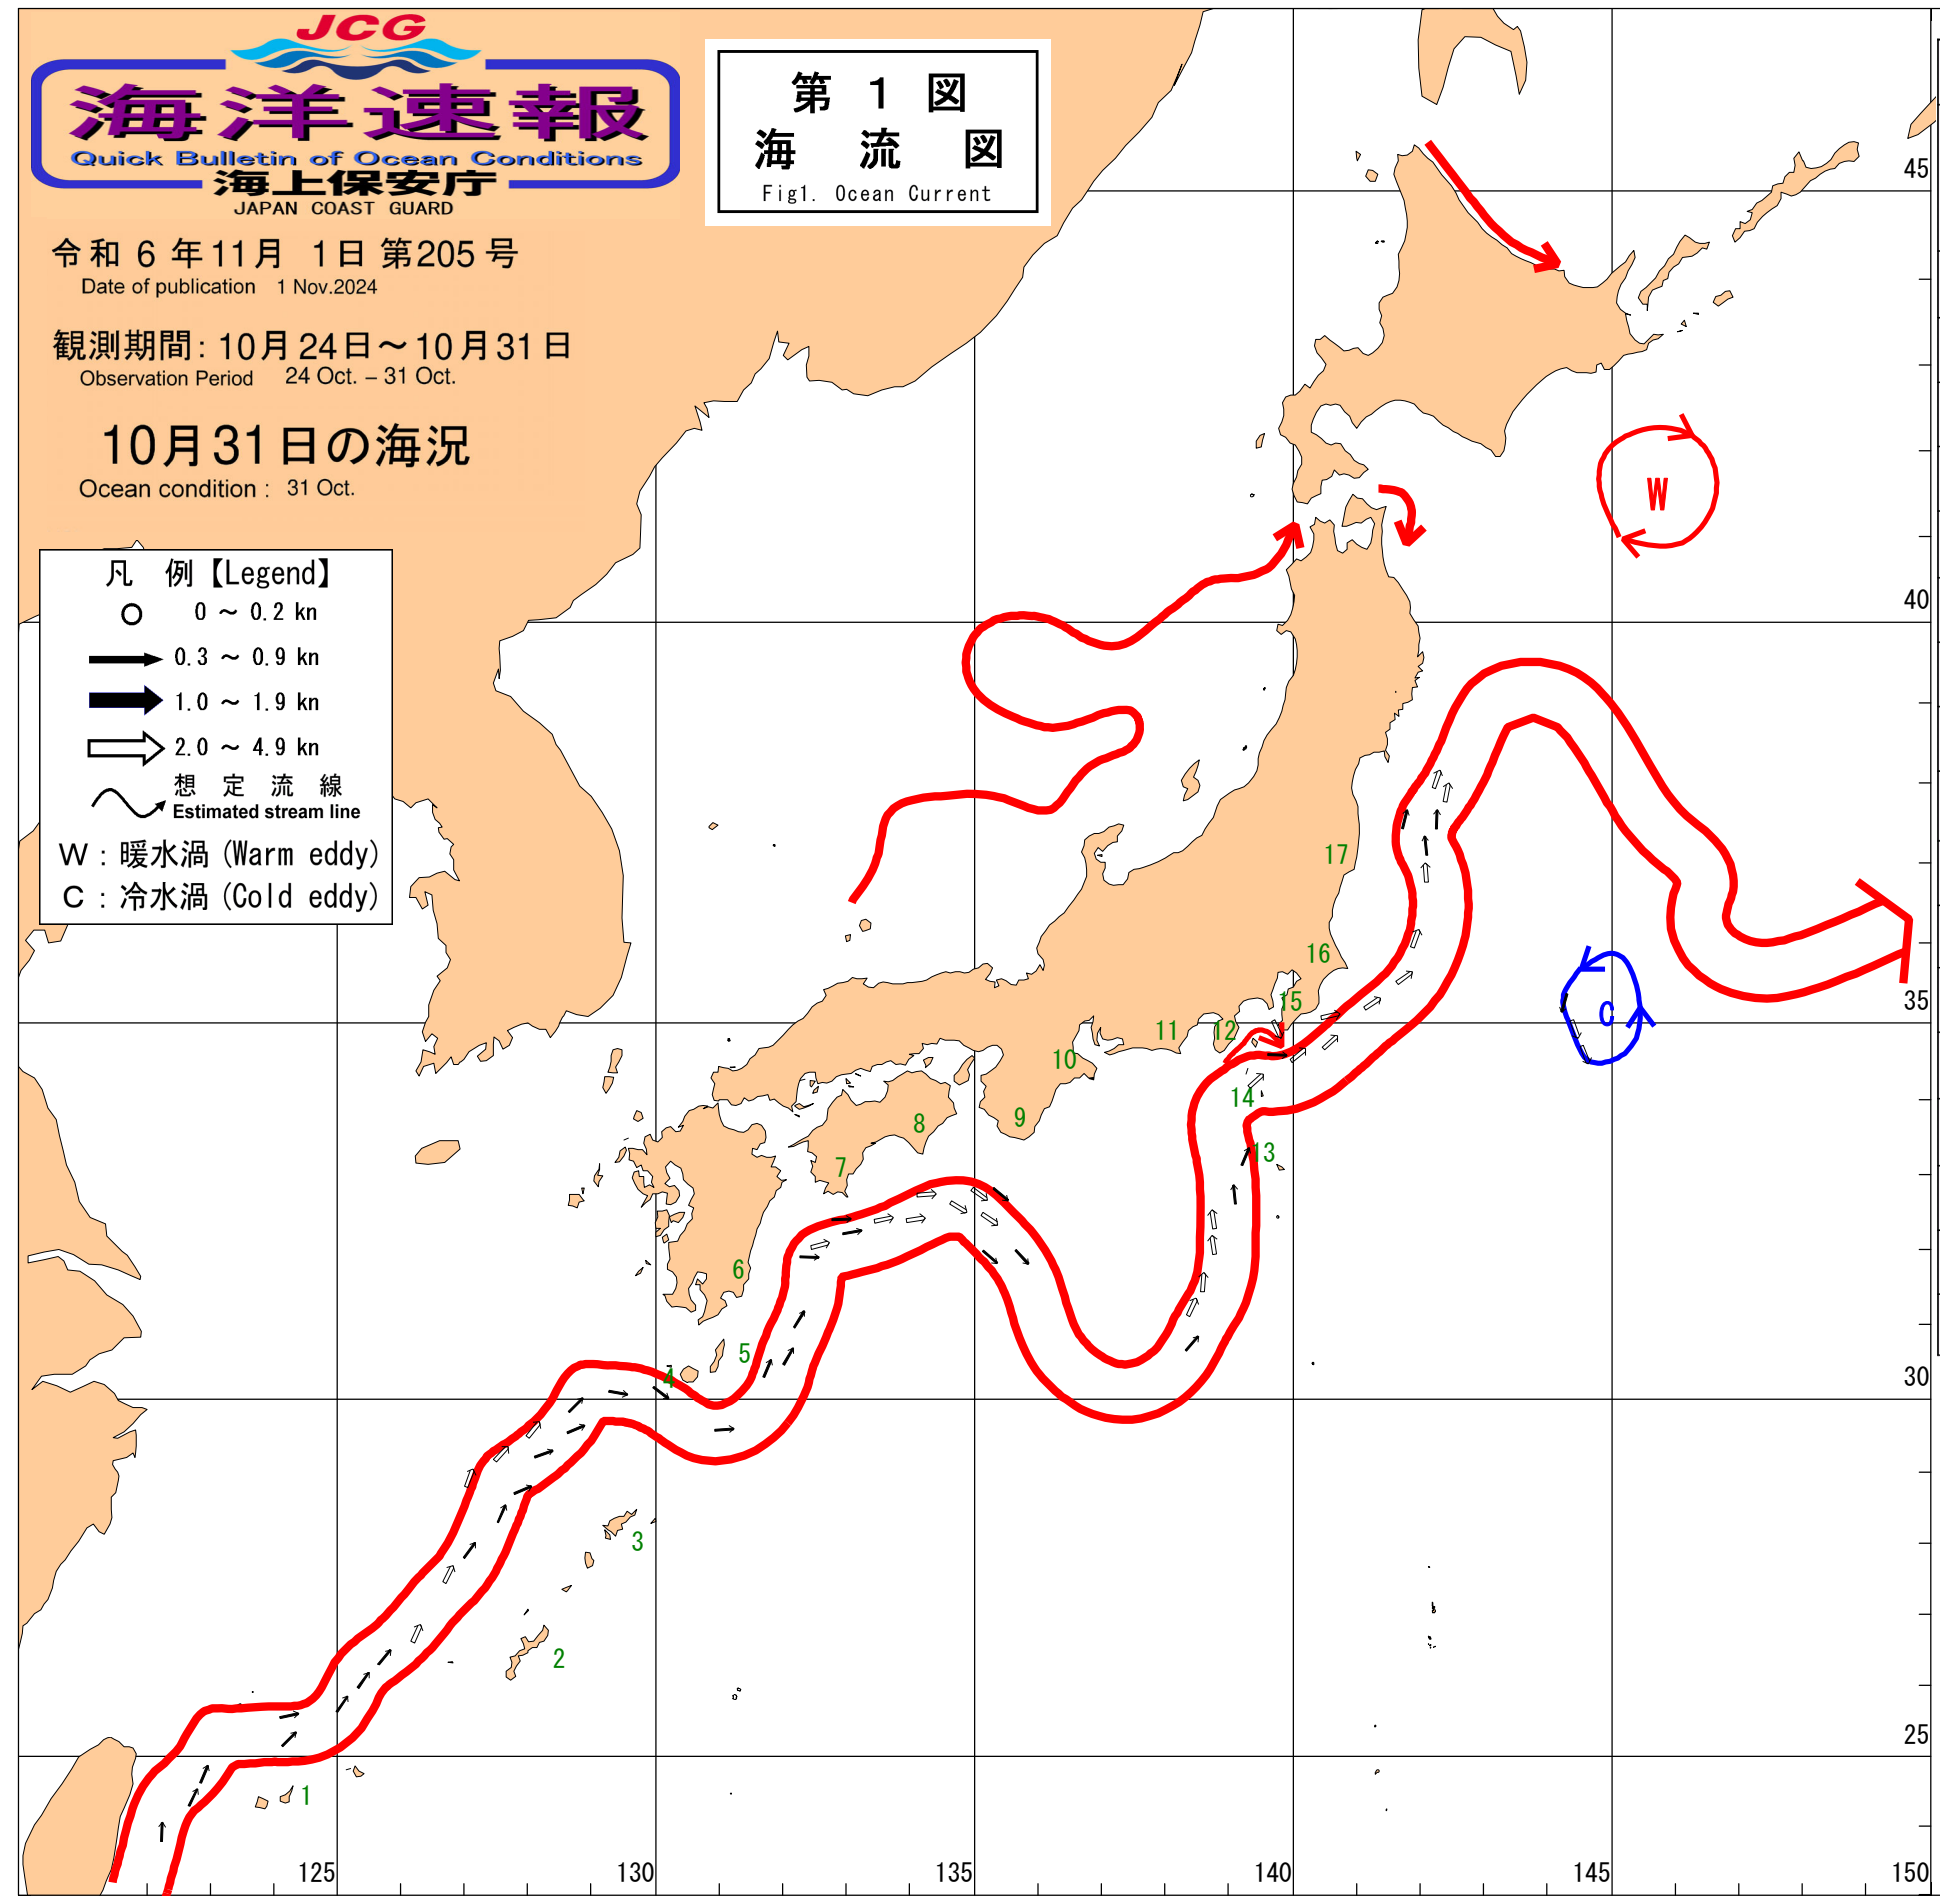 JCG
海洋速報
Quick Bulletin of Ocean Conditions
海上保安庁
JAPAN COAST GUARD
第 1 図
海 流 図
Fig1. Ocean Current
令和 6 年11月 1日 第205号
Date of publication 1 Nov.2024
観測期間: 10月24日～10月31日
Observation Period 24 Oct. – 31 Oct.
10月31日の海況
Ocean condition : 31 Oct.
凡 例【Legend】
0 ～ 0.2 kn
0.3 ～ 0.9 kn
1.0 ～ 1.9 kn
2.0 ～ 4.9 kn
想 定 流 線
Estimated stream line
W : 暖水渦 (Warm eddy)
C : 冷水渦 (Cold eddy)
45
W
40
17
16
35
15
C
12
11
10
14
9
8
13
7
6
5
4
30
3
2
25
1
125
130
135
140
145
150